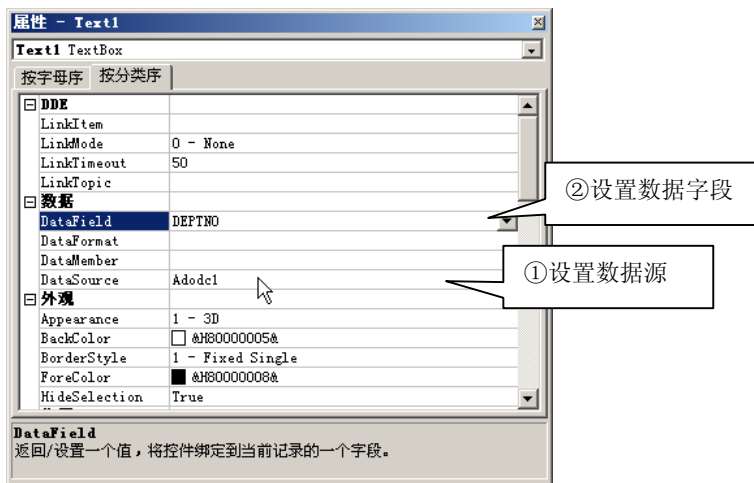 属性 - Text1
Text1 TextBox
按字母序 按分类序
DDE
LinkItem
LinkMode 0 - None
LinkTimeout 50
LinkTopic
数据
DataField DEPTNO
DataFormat
DataMember
DataSource Adodc1
外观
Appearance 1 - 3D
BackColor &H80000005&
BorderStyle 1 - Fixed Single
ForeColor &H80000008&
HideSelection True
DataField
返回/设置一个值，将控件绑定到当前记录的一个字段。
②设置数据字段
①设置数据源